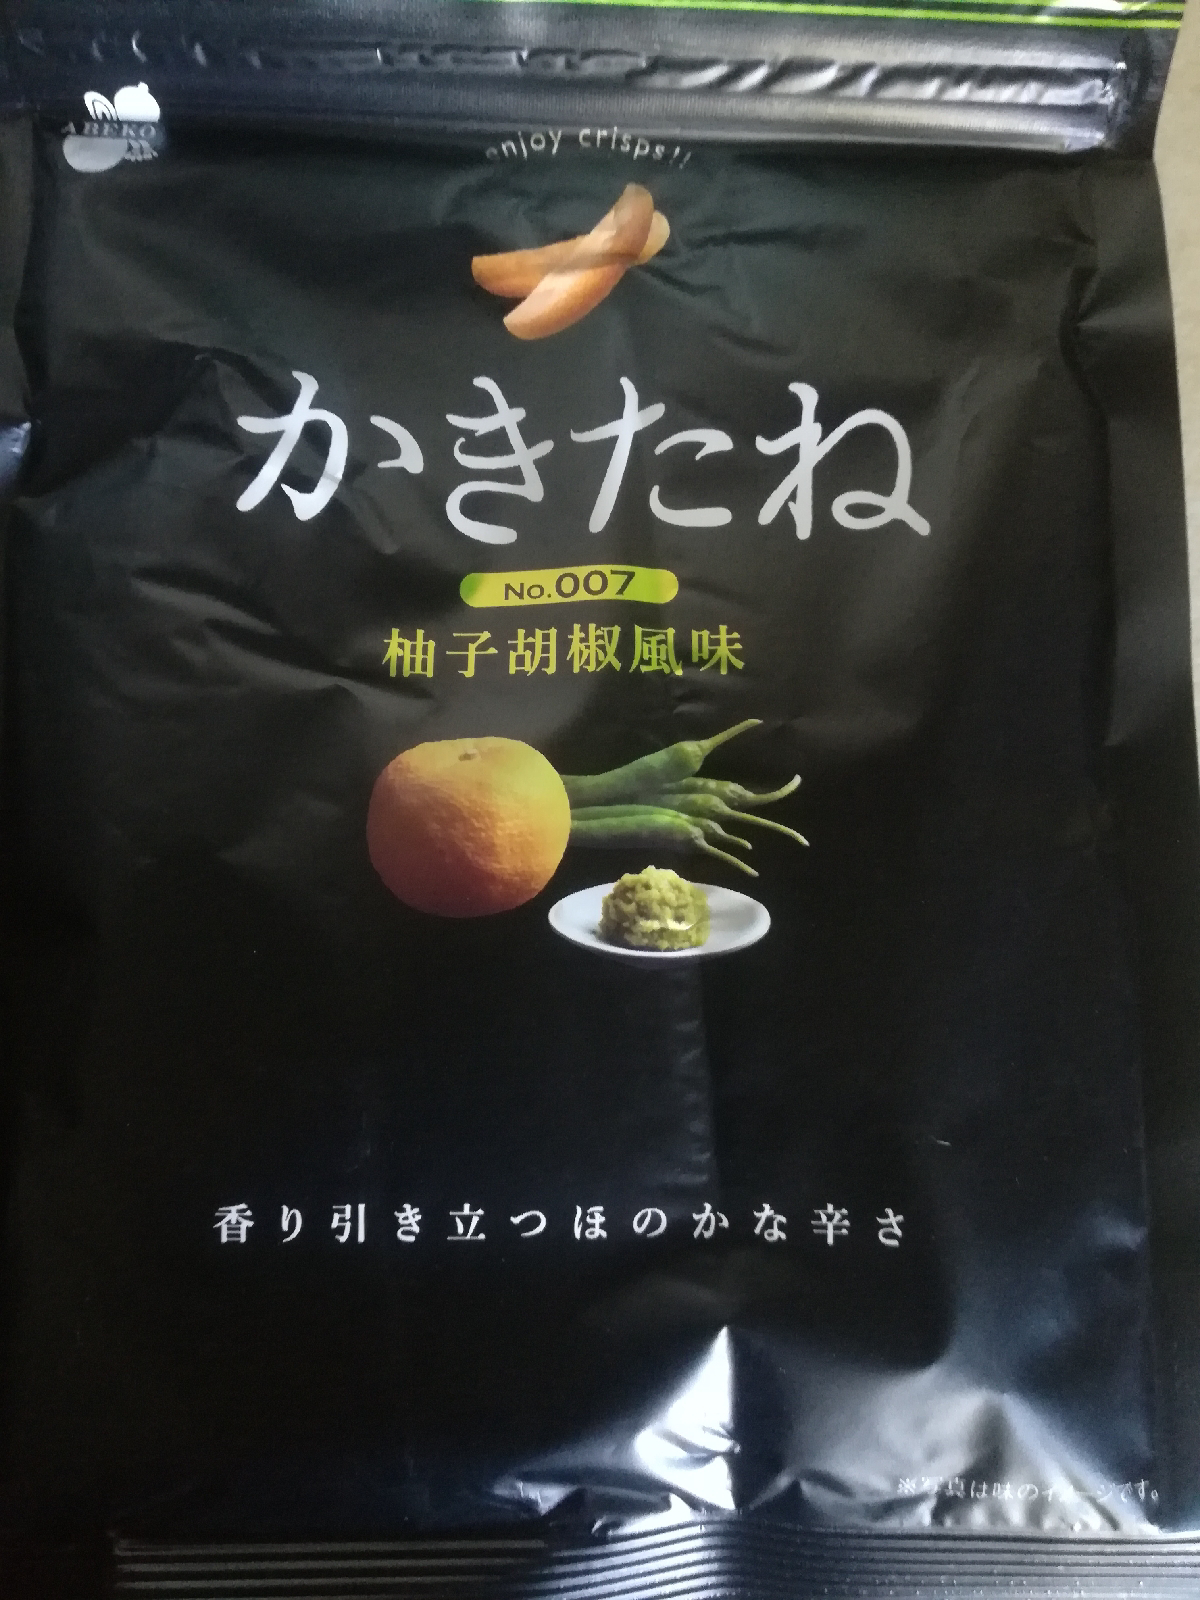 ABEKO
enjoy crisps!!
かきたね
No.007
柚子胡椒風味
香り引き立つほのかな辛さ
※写真は味のイメージです。